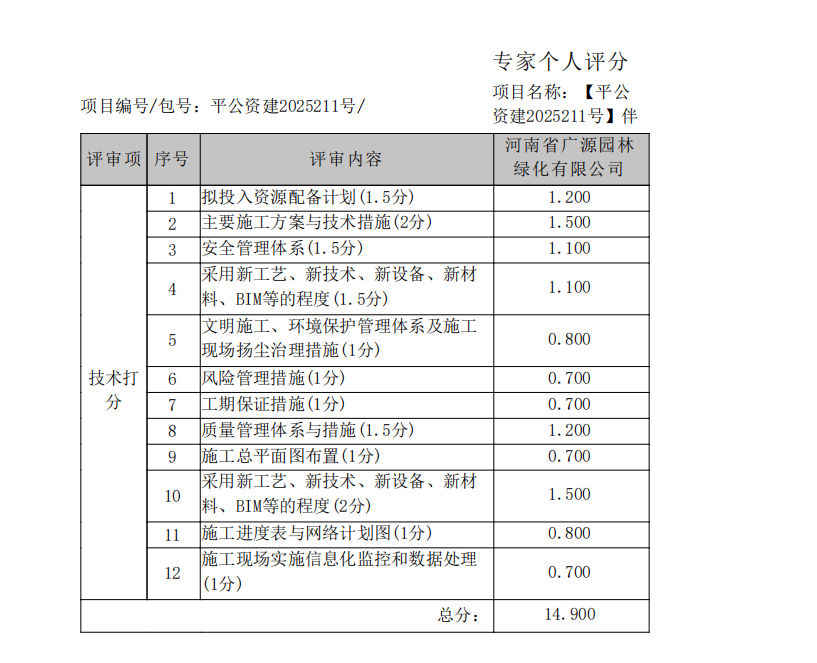 专家个人评分
项目编号/包号: 平公资建2025211号/
项目名称: 【平公
资建2025211号】伴
评审项 序号 评审内容 河南省广源园林
绿化有限公司
技术打
分
1 拟投入资源配备计划(1.5分) 1.200
2 主要施工方案与技术措施(2分) 1.500
3 安全管理体系(1.5分) 1.100
4 采用新工艺、新技术、新设备、新材
料、BIM等的程度(1.5分) 1.100
5 文明施工、环境保护管理体系及施工
现场扬尘治理措施(1分) 0.800
6 风险管理措施(1分) 0.700
7 工期保证措施(1分) 0.700
8 质量管理体系与措施(1.5分) 1.200
9 施工总平面图布置(1分) 0.700
10 采用新工艺、新技术、新设备、新材
料、BIM等的程度(2分) 1.500
11 施工进度表与网络计划图(1分) 0.800
12 施工现场实施信息化监控和数据处理
(1分) 0.700
总分: 14.900